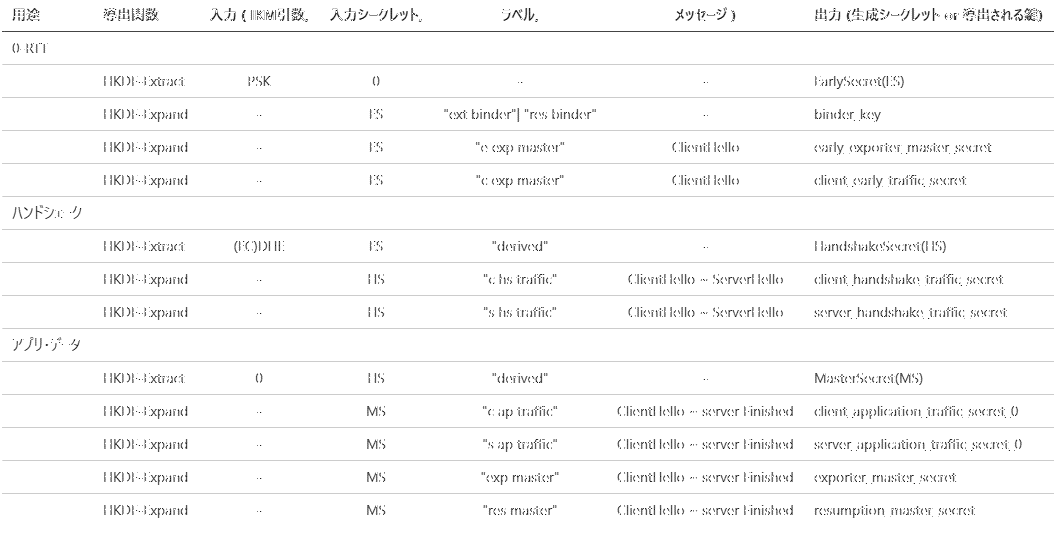 用途 導出関数 入力 ( IKM引数, 入力シークレット, ラベル, メッセージ ) 出力 (生成シークレット or 導出される鍵)
0-RTT
HKDF-Extract PSK 0 - - EarlySecret(ES)
HKDF-Expand - ES "ext binder"| "res binder" - binder_key
HKDF-Expand - ES "e exp master" ClientHello early_exporter_master_secret
HKDF-Expand - ES "c exp master" ClientHello client_early_traffic_secret
ハンドシェーク
HKDF-Extract (EC)DHE ES "derived" - HandshakeSecret(HS)
HKDF-Expand - HS "c hs traffic" ClientHello ~ ServerHello client_handshake_traffic_secret
HKDF-Expand - HS "s hs traffic" ClientHello ~ ServerHello server_handshake_traffic_secret
アプリ・データ
HKDF-Extract 0 HS "derived" - MasterSecret(MS)
HKDF-Expand - MS "c ap traffic" ClientHello ~ server Finished client_application_traffic_secret_0
HKDF-Expand - MS "s ap traffic" ClientHello ~ server Finished server_application_traffic_secret_0
HKDF-Expand - MS "exp master" ClientHello ~ server Finished exporter_master_secret
HKDF-Expand - MS "res master" ClientHello ~ server Finished resumption_master_secret